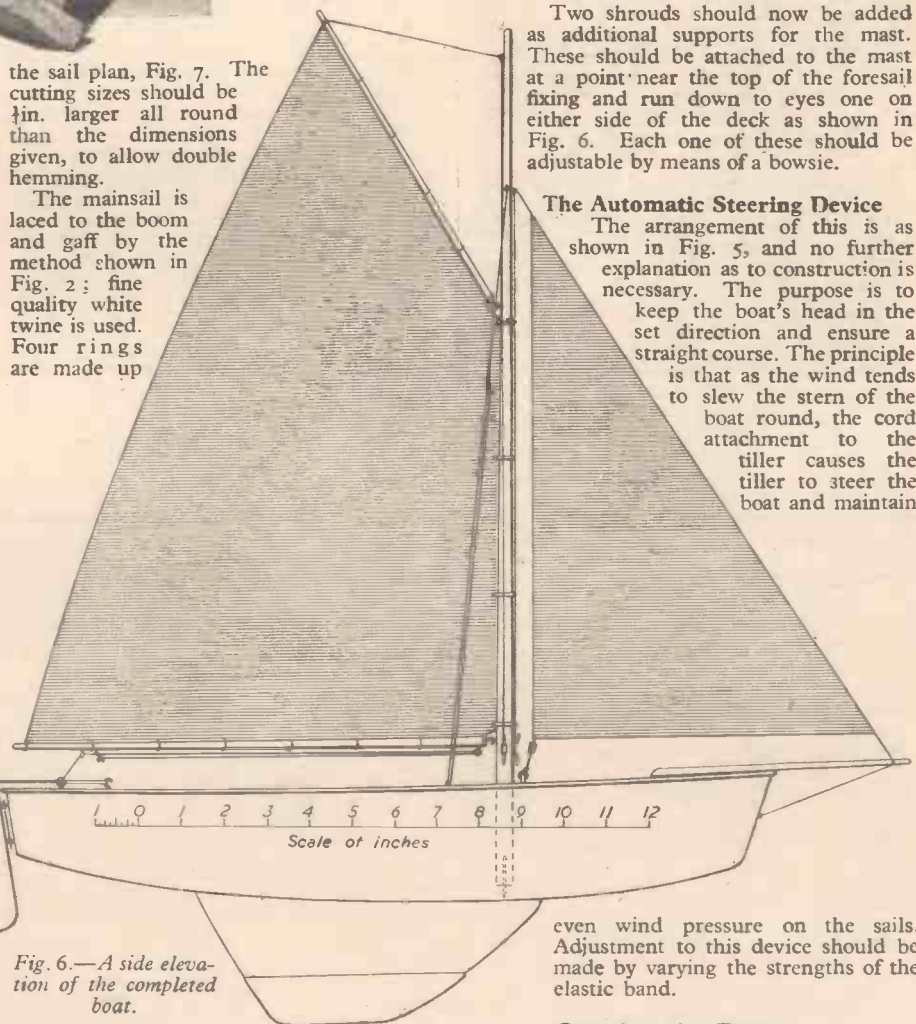 the sail plan, Fig. 7. The
cutting sizes should be
in. larger all round
than the dimensions
given, to allow double
hemming.
The mainsail is
laced to the boom
and gaff by the
method shown in
Fig. 2 ; fine
quality white
twine is used.
Four rings
are made up
Two shrouds should now be added
as additional supports for the mast.
These should be attached to the mast
at a point near the top of the foresail
fixing and run down to eyes one on
either side of the deck as shown in
Fig. 6. Each one of these should be
adjustable by means of a bowsie.
The Automatic Steering Device
The arrangement of this is as
shown in Fig. 5, and no further
explanation as to construction is
necessary. The purpose is to
keep the boat's head in the
set direction and ensure a
straight course. The principle
is that as the wind tends
to slew the stern of the
boat round, the cord
attachment to the
tiller causes the
tiller to steer the
boat and maintain
1 0 1 2 3 4 5 6 7 8 9 10 11 12
Scale of inches
Fig. 6.—A side eleva-
tion of the completed
boat.
even wind pressure on the sails.
Adjustment to this device should be
made by varying the strengths of the
elastic band.